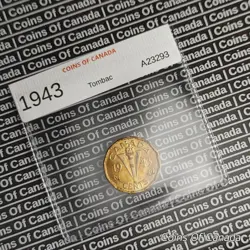 COINS OF CANADA
1943
Tombac
A23293
Coins Of Canada